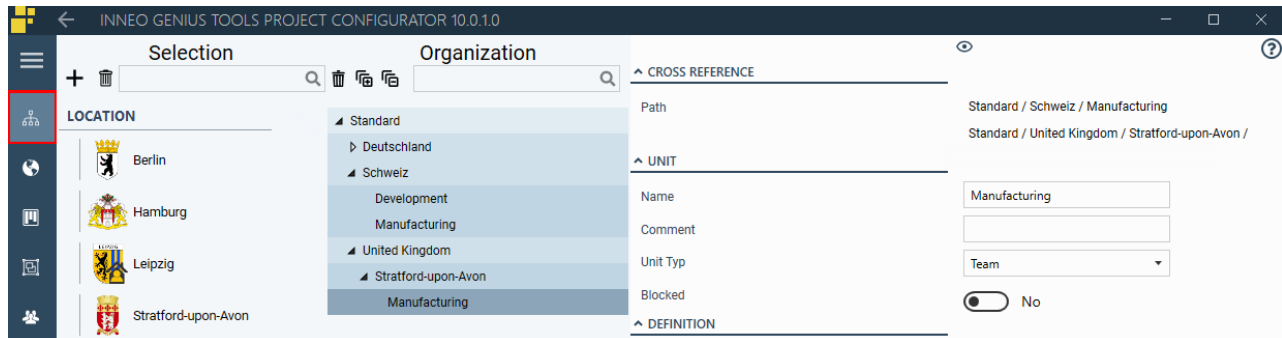 INNEO GENIUS TOOLS PROJECT CONFIGURATOR 10.0.1.0
Selection
Organization
LOCATION
Berlin
Hamburg
Leipzig
Stratford-upon-Avon
Standard
Deutschland
Schweiz
Development
Manufacturing
United Kingdom
Stratford-upon-Avon
Manufacturing
CROSS REFERENCE
Path
Standard / Schweiz / Manufacturing
Standard / United Kingdom / Stratford-upon-Avon /
UNIT
Name
Manufacturing
Comment
Unit Typ
Team
Blocked
No
DEFINITION